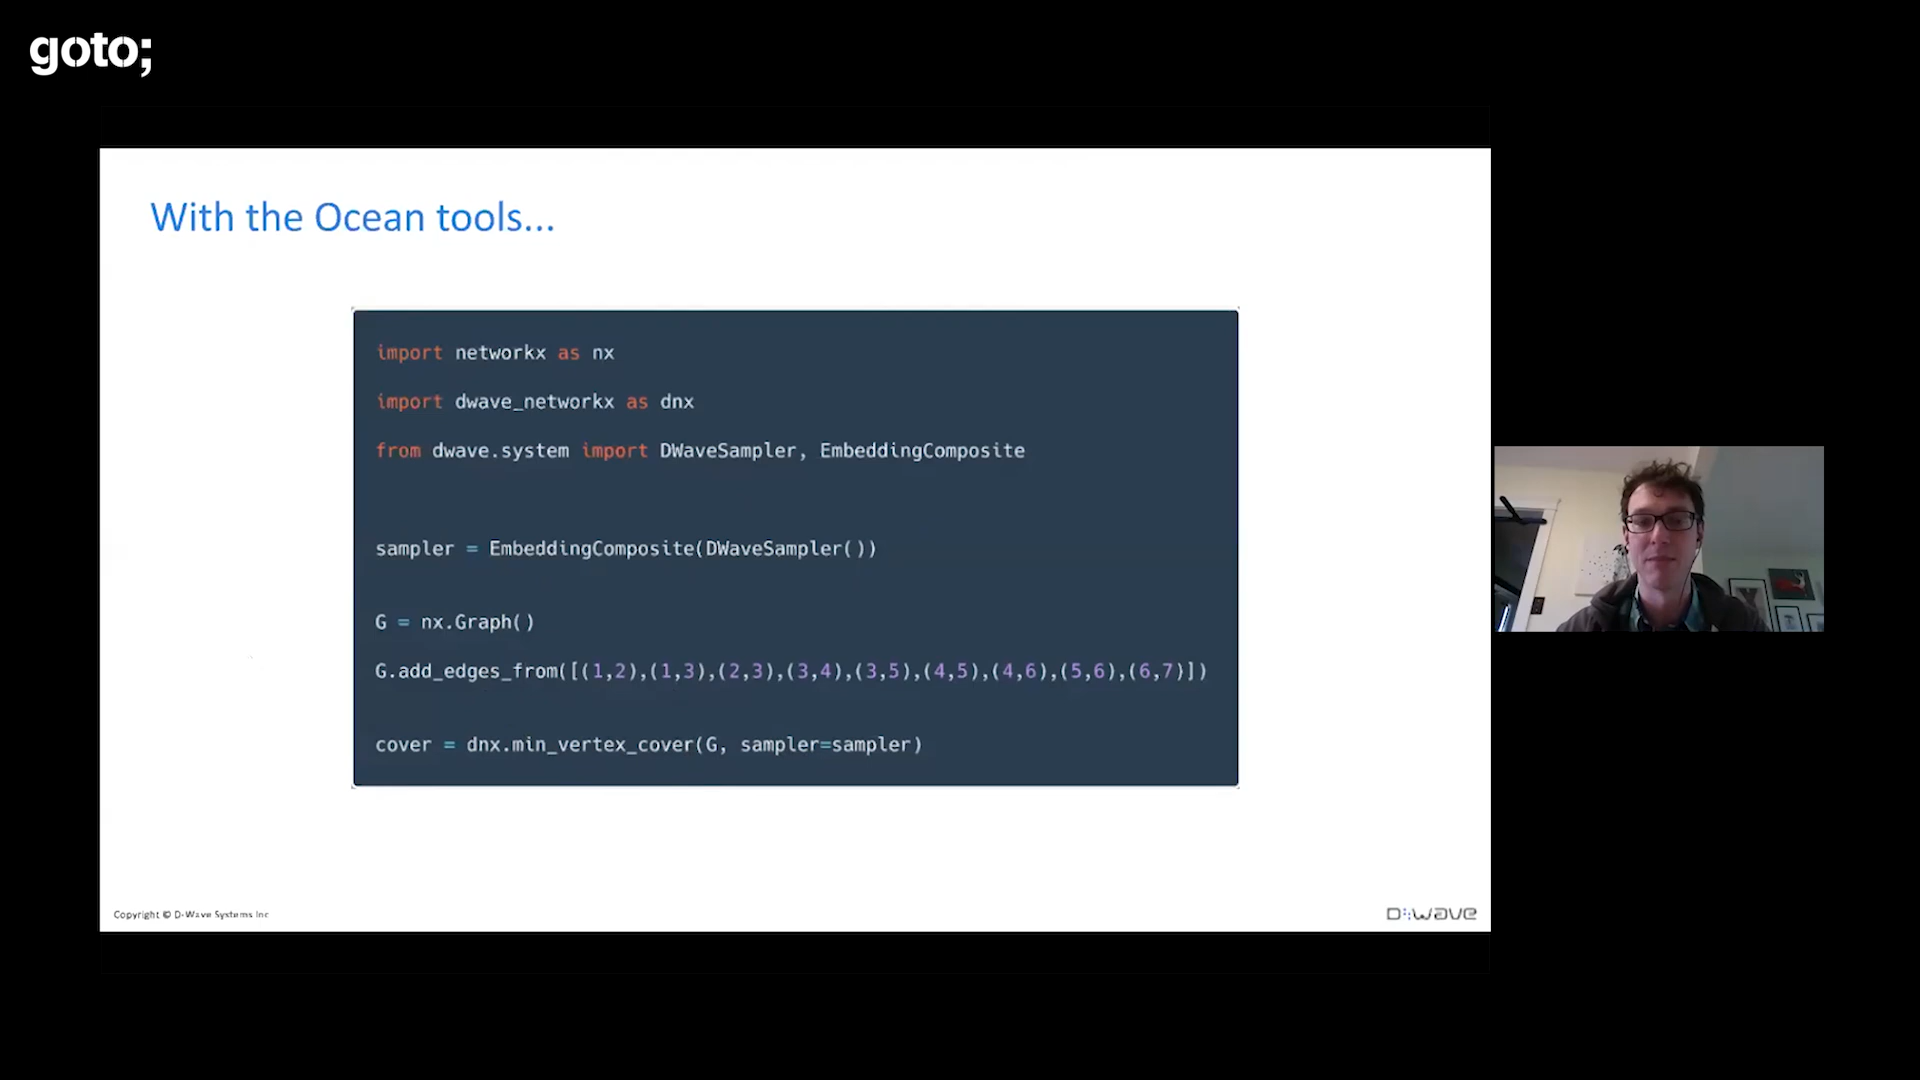 goto;
With the Ocean tools...
import networkx as nx
import dwave_networkx as dnx
from dwave.system import DWaveSampler, EmbeddingComposite
sampler = EmbeddingComposite(DWaveSampler())
G = nx.Graph()
G.add_edges_from([(1,2),(1,3),(2,3),(3,4),(3,5),(4,5),(4,6),(5,6),(6,7)])
cover = dnx.min_vertex_cover(G, sampler=sampler)
Copyright © D-Wave Systems Inc
D:wave